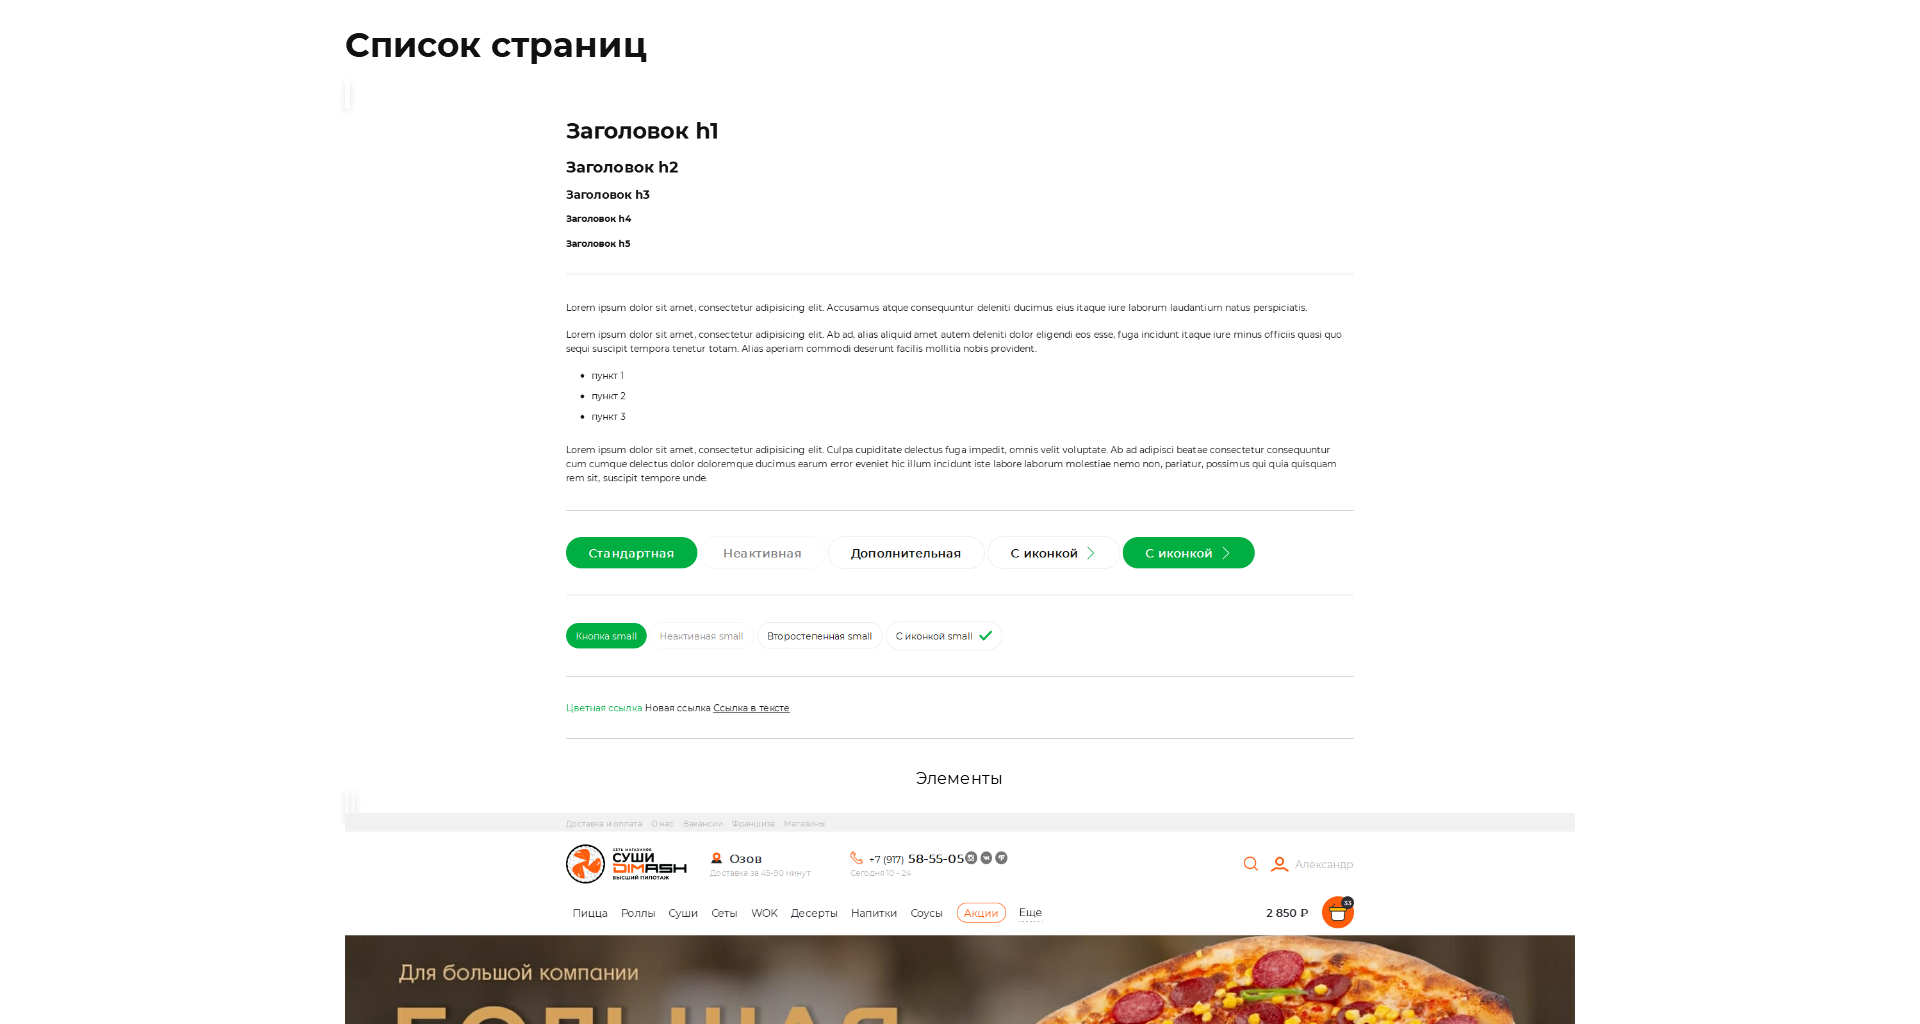 Список страниц
Заголовок h1
Заголовок h2
Заголовок h3
Заголовок h4
Заголовок h5
Lorem ipsum dolor sit amet, consectetur adipisicing elit. Accusamus atque consequuntur deleniti ducimus eius itaque iure laborum laudantium natus perspiciatis.
Lorem ipsum dolor sit amet, consectetur adipisicing elit. Ab ad, alias aliquid amet autem deleniti dolor eligendi eos esse, fuga incidunt itaque iure minus officiis quasi quo
sequi suscipit tempora tenetur totam. Alias aperiam commodi deserunt facilis mollitia nobis provident.
• пункт 1
• пункт 2
• пункт 3
Lorem ipsum dolor sit amet, consectetur adipisicing elit. Culpa cupiditate delectus fuga impedit, omnis velit voluptate. Ab ad adipisci beatae consectetur consequuntur
cum cumque delectus dolor doloremque ducimus earum error eveniet hic illum incidunt iste labore laborum molestiae nemo non, pariatur, possimus qui quia quisquam
rem sit, suscipit tempore unde.
Стандартная Неактивная Дополнительная С иконкой С иконкой
Кнопка small Неактивная small Второстепенная small С иконкой small
Цветная ссылка Новая ссылка Ссылка в тексте
Элементы
Доставка и оплата О нас Вакансии Франшиза Магазины
СЕТЬ МАГАЗИНОВ
СУШИ
DIMASH
ВЫСШИЙ ПИЛОТАЖ
Озов
Доставка за 45-90 минут
+7 (917) 58-55-05
Сегодня 10 - 24
Александр
Пицца Роллы Суши Сеты WOK Десерты Напитки Соусы Акции Еще
2 850 ₽
33
Для большой компании
БОЛЬШАЯ